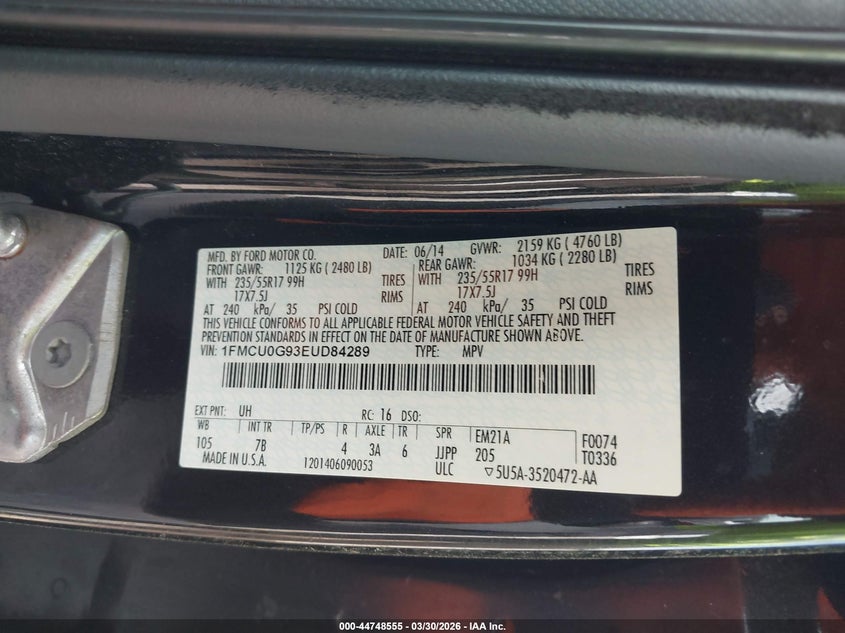 MFD. BY FORD MOTOR CO. DATE: 06/14 GVWR: 2159 KG ( 4760 LB)
FRONT GAWR: 1125 KG ( 2480 LB) REAR GAWR: 1034 KG ( 2280 LB)
WITH 235/55R17 99H TIRES WITH 235/55R17 99H TIRES
17X7.5J RIMS 17X7.5J RIMS
AT 240 kPa/ 35 PSI COLD AT 240 kPa/ 35 PSI COLD
THIS VEHICLE CONFORMS TO ALL APPLICABLE FEDERAL MOTOR VEHICLE SAFETY AND THEFT
PREVENTION STANDARDS IN EFFECT ON THE DATE OF MANUFACTURE SHOWN ABOVE.
VIN: 1FMCU0G93EUD84289 TYPE: MPV
EXT PNT: UH RC: 16 DSO:
WB INT TR TP/PS R AXLE TR SPR EM21A F0074
105 7B 4 3A 6 JJPP 205 T0336
MADE IN U.S.A. 1201406090053 ULC ▽5U5A-3520472-AA
000-44748555 — 03/30/2026 — IAA Inc.